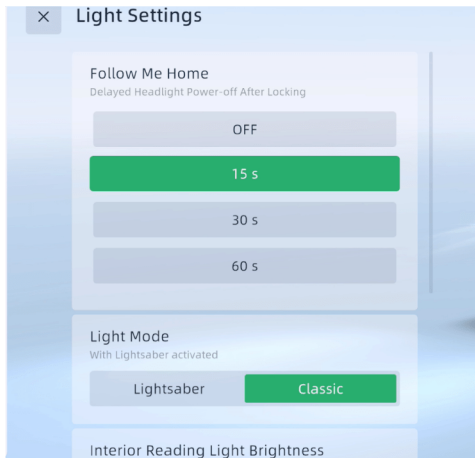 Light Settings
Follow Me Home
Delayed Headlight Power-off After Locking
OFF
15 s
30 s
60 s
Light Mode
With Lightsaber activated
Lightsaber
Classic
Interior Reading Light Brightness